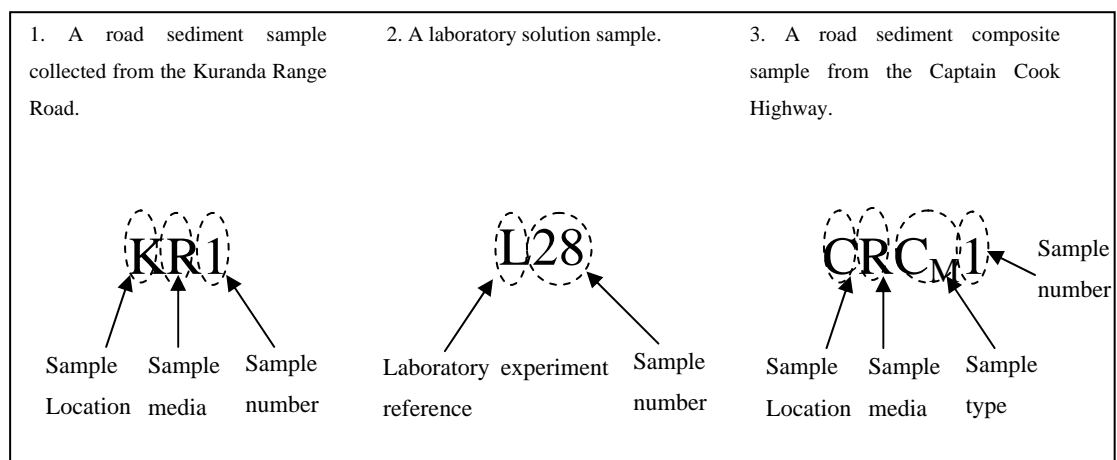 1. A road sediment sample
collected from the Kuranda Range
Road.
2. A laboratory solution sample.
3. A road sediment composite
sample from the Captain Cook
Highway.
KR1
Sample Location
Sample media
Sample number
L28
Laboratory experiment
reference
Sample number
CRCM1
Sample number
Sample Location
Sample media
Sample type